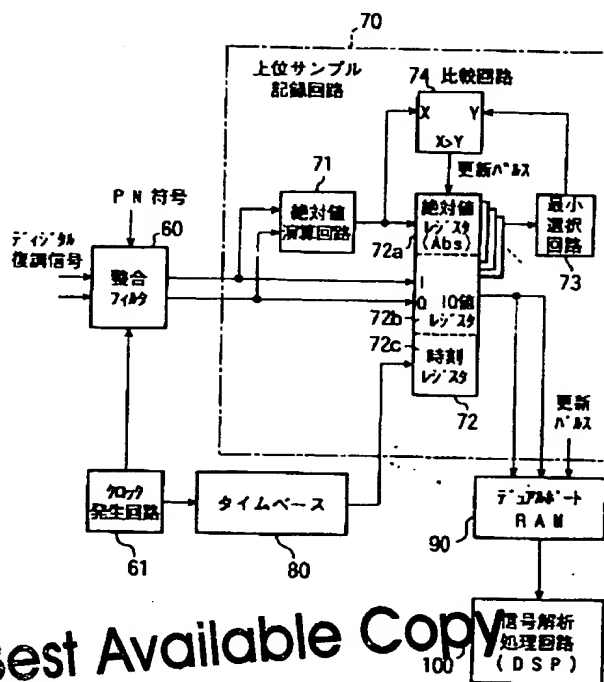 70
上位サンプル
記録回路
74 比較回路
X Y
X>Y
更新パルス
71
絶対値
演算回路
絶対値
レジスタ
(Abs)
72a
最小
選択
回路
73
PN 符号
60
ディジタル
復調信号
整合
フィルタ
I
Q IQ値
レジスタ
72b
72c
時刻
レジスタ
72
更新
パルス
クロック
発生回路
61
タイムベース
80
デュアルポート
RAM
90
信号解析
処理回路
(DSP)
100
Best Available Copy